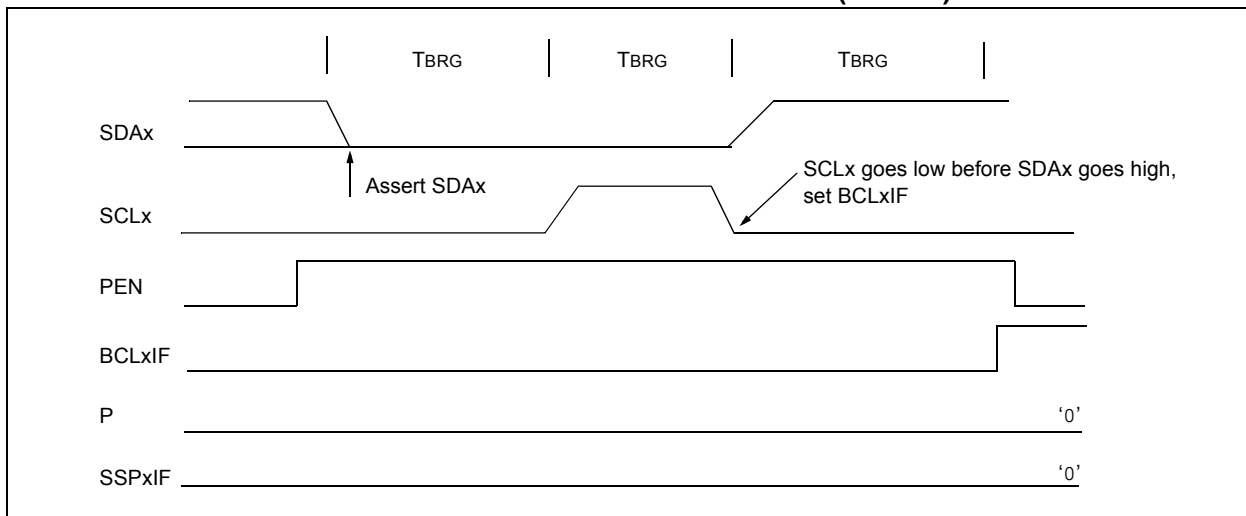 TBRG TBRG TBRG
SDAx
Assert SDAx
SCLx goes low before SDAx goes high,
set BCLxIF
SCLx
PEN
BCLxIF
P
‘0’
SSPxIF
‘0’